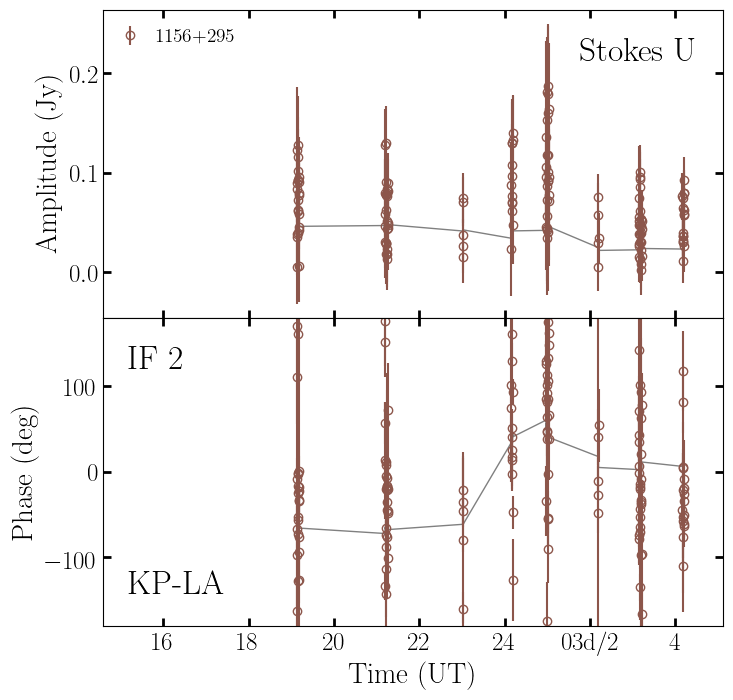 1156+295
Stokes U
Amplitude (Jy)
0.2
0.1
0.0
IF 2
KP-LA
Phase (deg)
100
0
−100
16 18 20 22 24 03d/2 4
Time (UT)